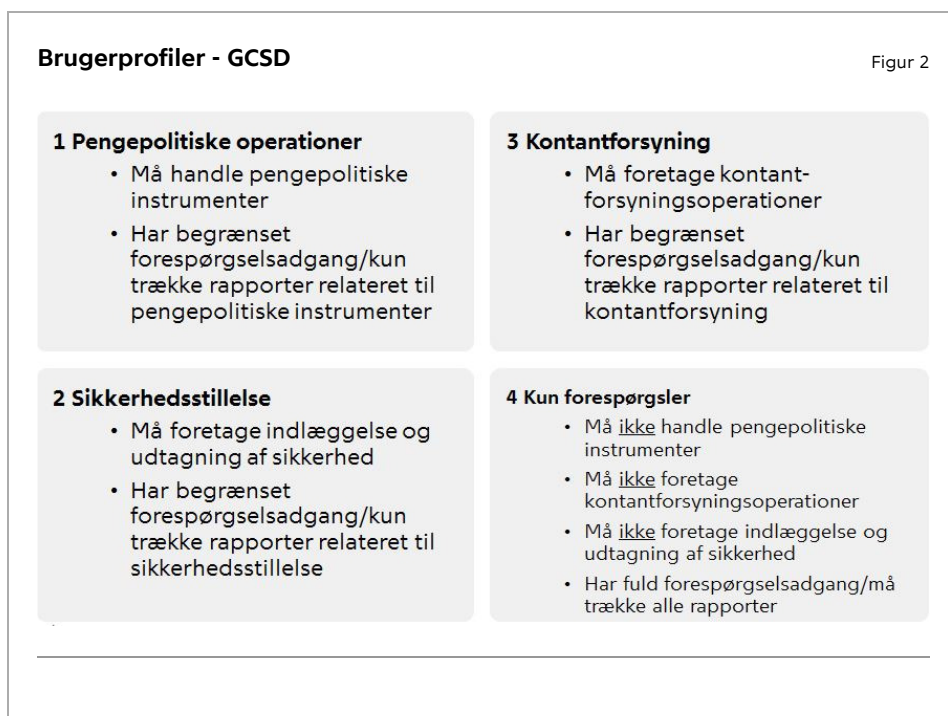 Brugerprofiler - GCSD
Figur 2
1 Pengepolitiske operationer
• Må handle pengepolitiske
instrumenter
• Har begrænset
forespørgselsadgang/kun
trække rapporter relateret til
pengepolitiske instrumenter
2 Sikkerhedsstillelse
• Må foretage indlæggelse og
udtagning af sikkerhed
• Har begrænset
forespørgselsadgang/kun
trække rapporter relateret til
sikkerhedsstillelse
3 Kontantforsyning
• Må foretage kontant-
forsyningsoperationer
• Har begrænset
forespørgselsadgang/kun
trække rapporter relateret til
kontantforsyning
4 Kun forespørgsler
• Må ikke handle pengepolitiske
instrumenter
• Må ikke foretage
kontantforsyningsoperationer
• Må ikke foretage indlæggelse og
udtagning af sikkerhed
• Har fuld forespørgselsadgang/må
trække alle rapporter